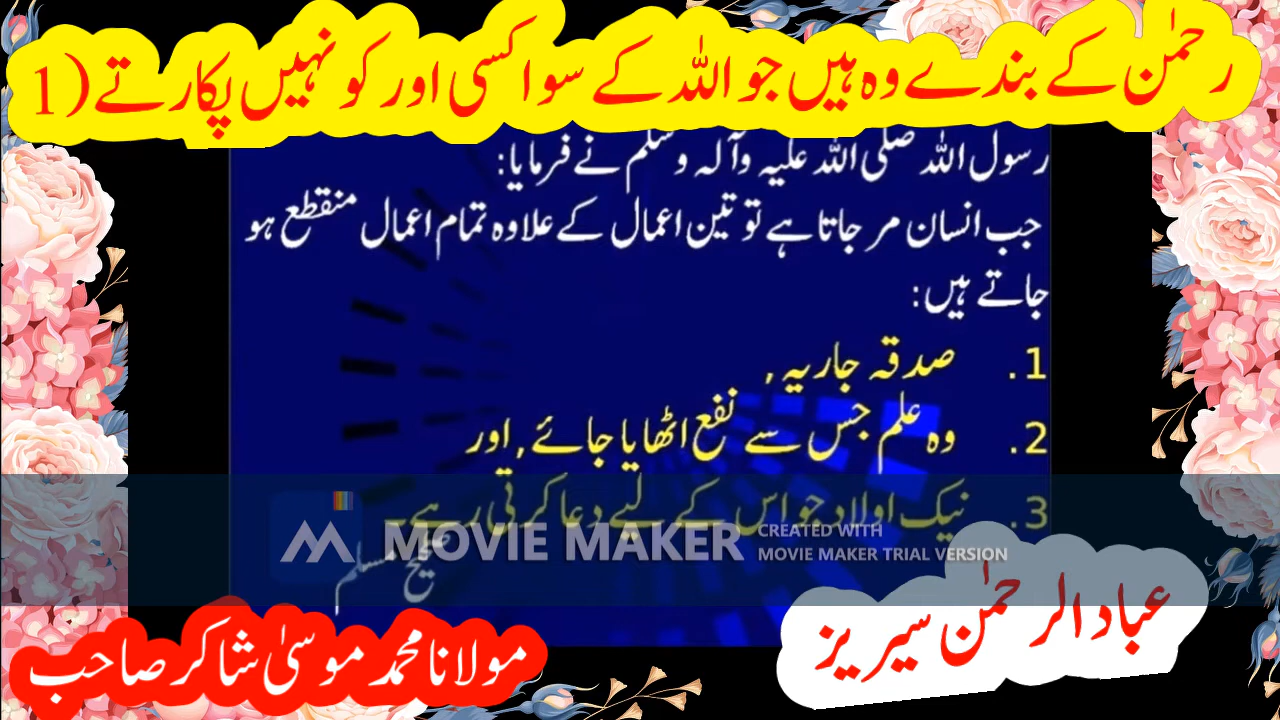 رحمٰن کے بندے وہ ہیں جو اللہ کے سوا کسی اور کو نہیں پکارتے (1
رسول اللہ صلی اللہ علیہ وآلہ وسلم نے فرمایا:
جب انسان مر جاتا ہے تو تین اعمال کے علاوہ تمام اعمال منقطع ہو
جاتے ہیں:
1. صدقہ جاریہ,
2. وہ علم جس سے نفع اٹھایا جائے, اور
3. نیک اولاد جو اس کے لیے دعا کرتی رہے۔
MOVIE MAKER
CREATED WITH
MOVIE MAKER TRIAL VERSION
صحیح مسلم
عباد الرحمٰن سیریز
مولانا محمد موسیٰ شاکر صاحب